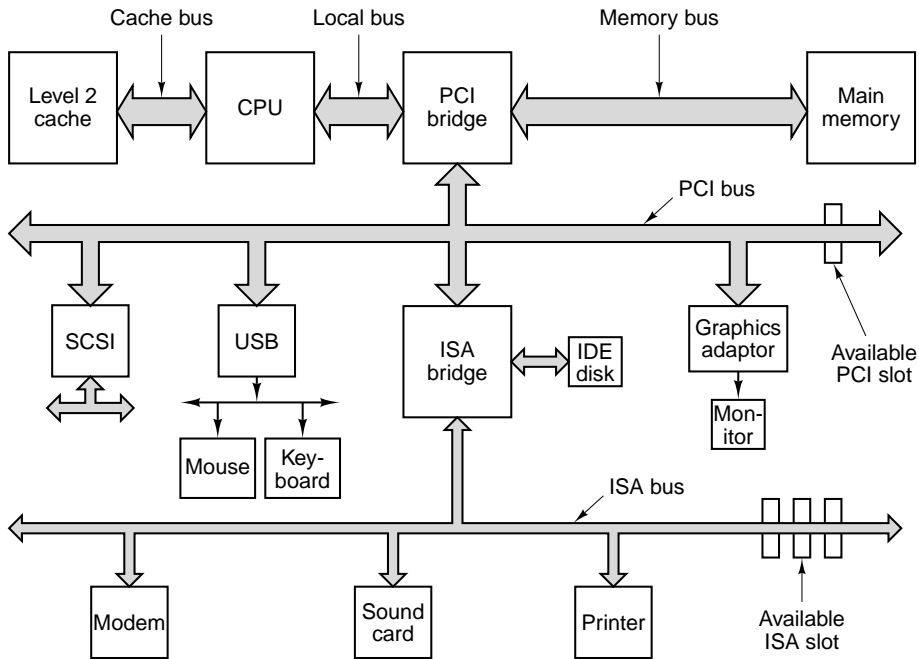 Cache bus
Local bus
Memory bus
Level 2
cache
CPU
PCI
bridge
Main
memory
PCI bus
SCSI
USB
ISA
bridge
IDE
disk
Graphics
adaptor
Available
PCI slot
Mon-
itor
Mouse
Key-
board
ISA bus
Modem
Sound
card
Printer
Available
ISA slot